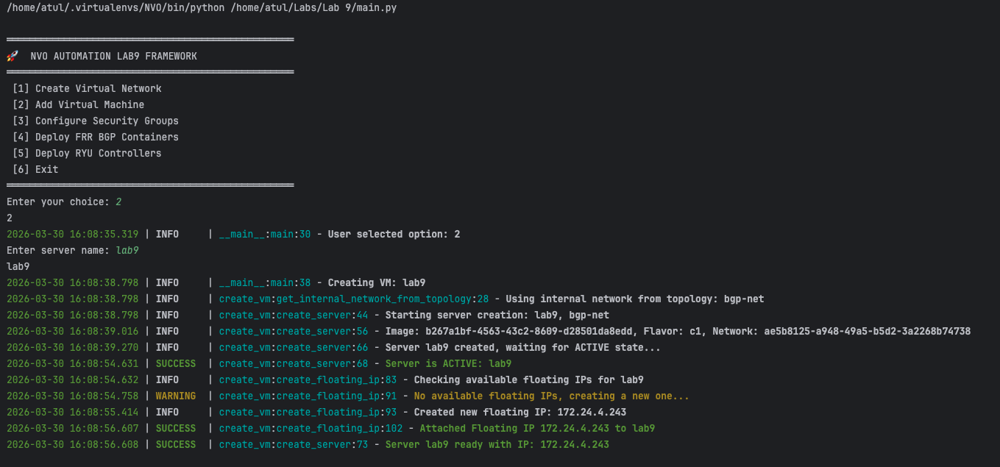 /home/atul/.virtualenvs/NVO/bin/python /home/atul/Labs/Lab 9/main.py
══════════════════════════════════════════════════
🚀  NVO AUTOMATION LAB9 FRAMEWORK
══════════════════════════════════════════════════
[1] Create Virtual Network
[2] Add Virtual Machine
[3] Configure Security Groups
[4] Deploy FRR BGP Containers
[5] Deploy RYU Controllers
[6] Exit
══════════════════════════════════════════════════
Enter your choice: 2
2
2026-03-30 16:08:35.319 | INFO     | __main__:main:30 - User selected option: 2
Enter server name: lab9
lab9
2026-03-30 16:08:38.798 | INFO     | __main__:main:38 - Creating VM: lab9
2026-03-30 16:08:38.798 | INFO     | create_vm:get_internal_network_from_topology:28 - Using internal network from topology: bgp-net
2026-03-30 16:08:38.798 | INFO     | create_vm:create_server:44 - Starting server creation: lab9, bgp-net
2026-03-30 16:08:39.016 | INFO     | create_vm:create_server:56 - Image: b267a1bf-4563-43c2-8609-d28501da8edd, Flavor: c1, Network: ae5b8125-a948-49a5-b5d2-3a2268b74738
2026-03-30 16:08:39.270 | INFO     | create_vm:create_server:66 - Server lab9 created, waiting for ACTIVE state...
2026-03-30 16:08:54.631 | SUCCESS  | create_vm:create_server:68 - Server is ACTIVE: lab9
2026-03-30 16:08:54.632 | INFO     | create_vm:create_floating_ip:83 - Checking available floating IPs for lab9
2026-03-30 16:08:54.758 | WARNING  | create_vm:create_floating_ip:91 - No available floating IPs, creating a new one...
2026-03-30 16:08:55.414 | INFO     | create_vm:create_floating_ip:93 - Created new floating IP: 172.24.4.243
2026-03-30 16:08:56.607 | SUCCESS  | create_vm:create_floating_ip:102 - Attached Floating IP 172.24.4.243 to lab9
2026-03-30 16:08:56.608 | SUCCESS  | create_vm:create_server:73 - Server lab9 ready with IP: 172.24.4.243